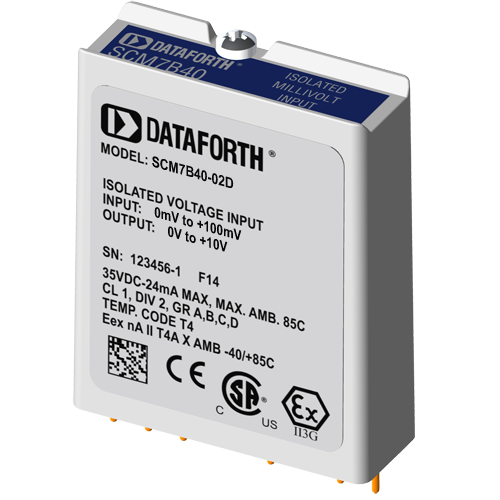 DATAFORTH®
SCM7B40
ISOLATED
MILLIVOLT
INPUT
DATAFORTH®
MODEL: SCM7B40-02D
ISOLATED VOLTAGE INPUT
INPUT: 0mV to +100mV
OUTPUT: 0V to +10V
SN: 123456-1 F14
35VDC-24mA MAX, MAX. AMB. 85C
CL 1, DIV 2, GR A,B,C,D
TEMP. CODE T4
Eex nA II T4A X AMB -40/+85C
CE
SA
Ex
C US
II3G